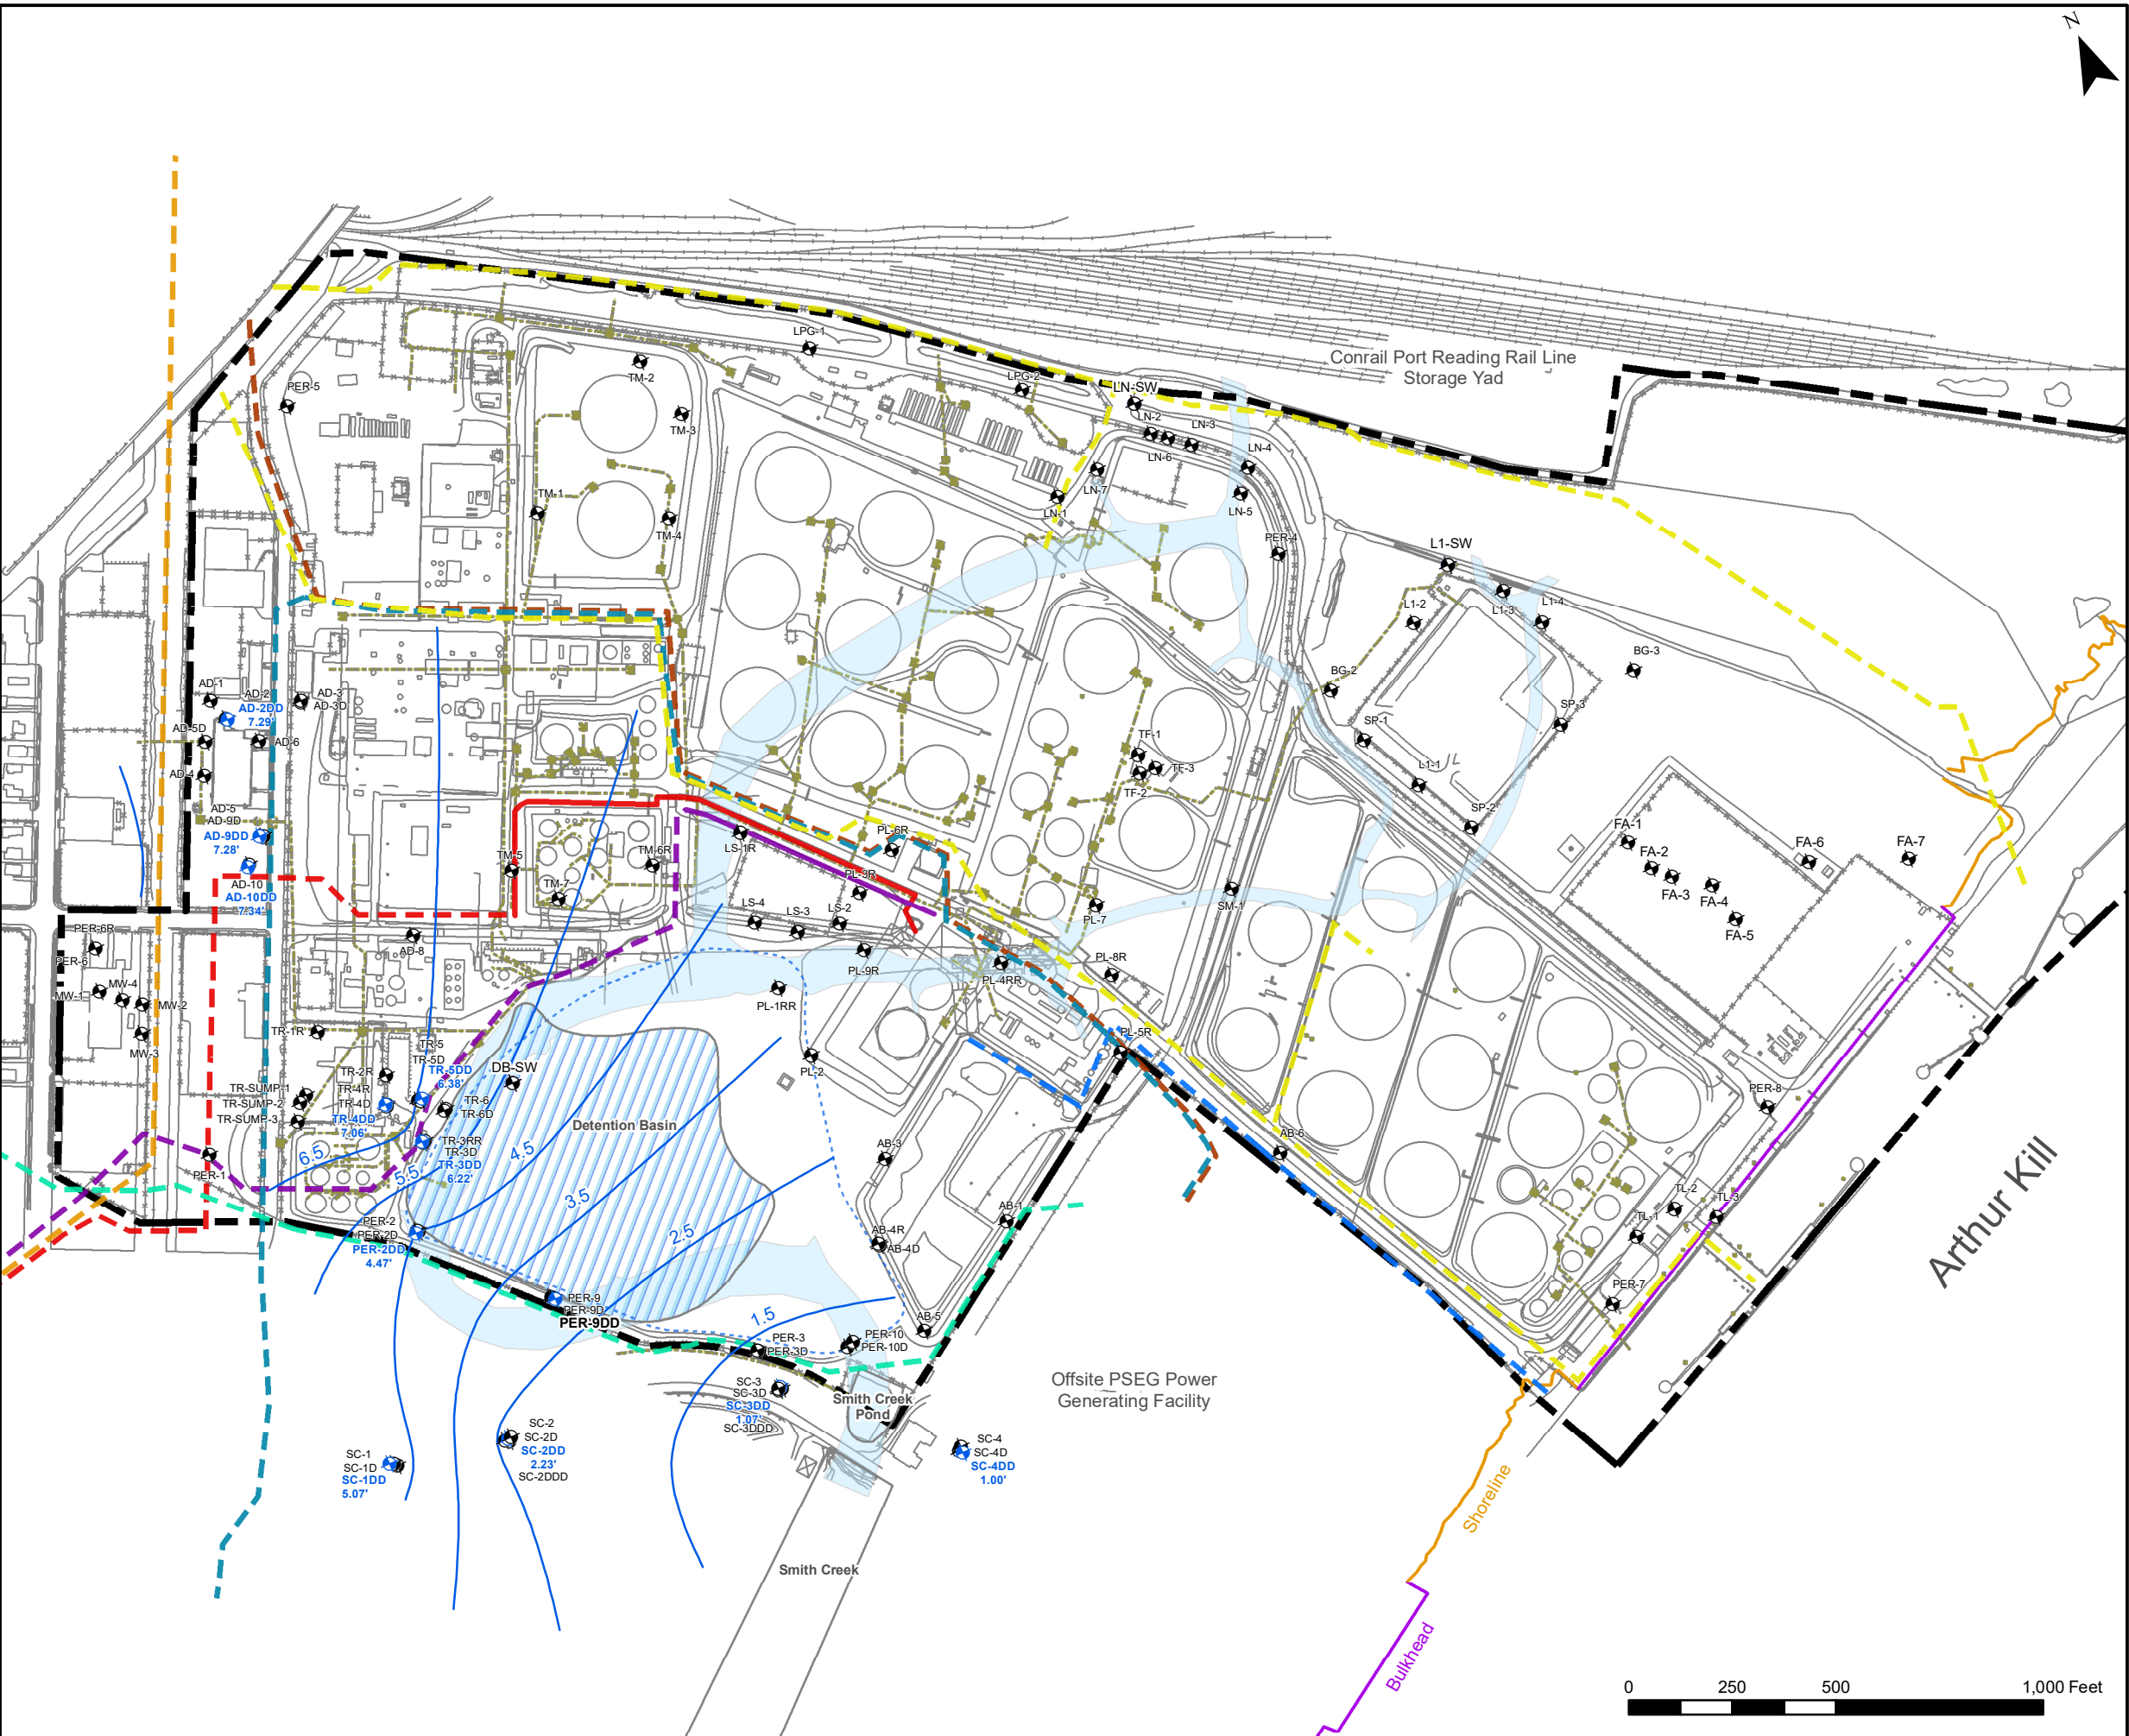 N
Conrail Port Reading Rail Line
Storage Yad
LPG-1
LPG-2
LN-SW
LN-2
LN-3
LN-6
LN-4
LN-7
LN-5
LN-1
PER-4
PER-5
TM-2
TM-3
TM-1
TM-4
L1-SW
L1-2
L1-3
L1-4
BG-3
BG-2
SP-3
SP-1
L1-1
SP-2
AD-1
AD-2
AD-2DD
7.29'
AD-3
AD-3D
AD-5D
AD-6
AD-4
AD-5
AD-9D
AD-9DD
7.28'
AD-10
AD-10DD
7.34'
TF-1
TF-3
TF-2
FA-1
FA-2
FA-3
FA-4
FA-5
FA-6
FA-7
PL-6R
LS-1R
TM-5
TM-6R
TM-7
PL-3R
LS-4
LS-3
LS-2
PL-9R
PL-7
SM-1
PL-8R
PL-4RR
PL-1RR
PL-5R
PL-2
PER-6R
PER-6
AD-8
MW-1
MW-4
MW-2
MW-3
TR-1R
TR-5
TR-5D
TR-5DD
6.38'
TR-2R
TR-4R
TR-4D
TR-4DD
7.06'
TR-SUMP-1
TR-SUMP-2
TR-SUMP-3
TR-6
TR-6D
TR-3RR
TR-3D
TR-3DD
6.22'
DB-SW
Detention Basin
6.5
5.5
4.5
3.5
2.5
1.5
PER-1
PER-2
PER-2D
PER-2DD
4.47'
PER-9
PER-9D
PER-9DD
PER-3
PER-3D
PER-10
PER-10D
AB-3
AB-1
AB-4R
AB-4D
AB-5
AB-6
PER-8
TL-2
TL-3
TL-1
PER-7
SC-3
SC-3D
SC-3DD
1.07'
SC-3DDD
Smith Creek
Pond
SC-1
SC-1D
SC-1DD
5.07'
SC-2
SC-2D
SC-2DD
2.23'
SC-2DDD
SC-4
SC-4D
SC-4DD
1.00'
Offsite PSEG Power
Generating Facility
Arthur Kill
Shoreline
Bulkhead
Smith Creek
0 250 500 1,000 Feet